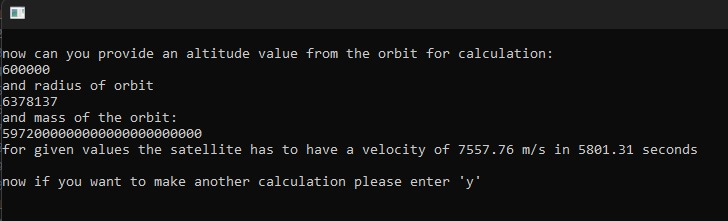 now can you provide an altitude value from the orbit for calculation:
600000
and radius of orbit
6378137
and mass of the orbit:
5972000000000000000000000
for given values the satellite has to have a velocity of 7557.76 m/s in 5801.31 seconds
now if you want to make another calculation please enter 'y'